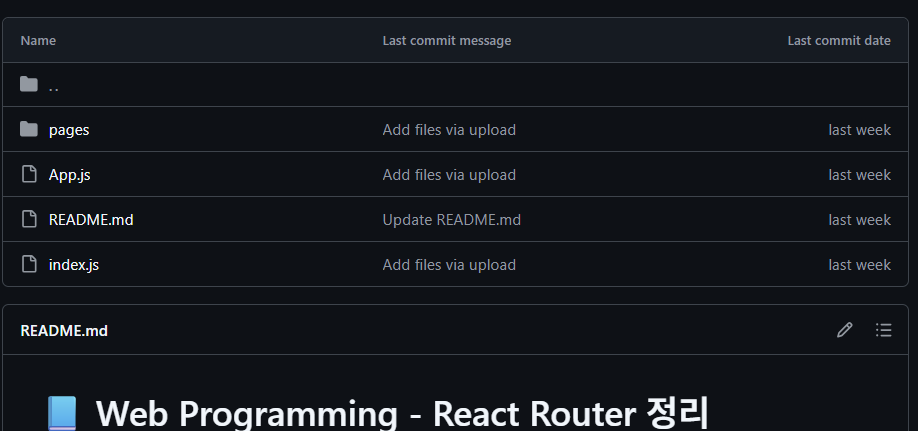 Name Last commit message Last commit date
..
pages Add files via upload last week
App.js Add files via upload last week
README.md Update README.md last week
index.js Add files via upload last week
README.md
Web Programming - React Router 정리